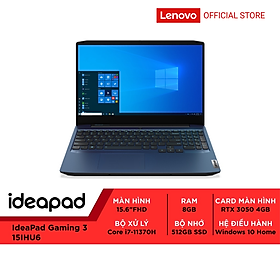 Lenovo | OFFICIAL STORE
ideapad
IdeaPad Gaming 3
15IHU6
MÀN HÌNH
15.6"FHD
RAM
8GB
CARD MÀN HÌNH
RTX 3050 4GB
BỘ XỬ LÝ
Core i7-11370H
BỘ NHỚ
512GB SSD
HỆ ĐIỀU HÀNH
Windows 10 Home